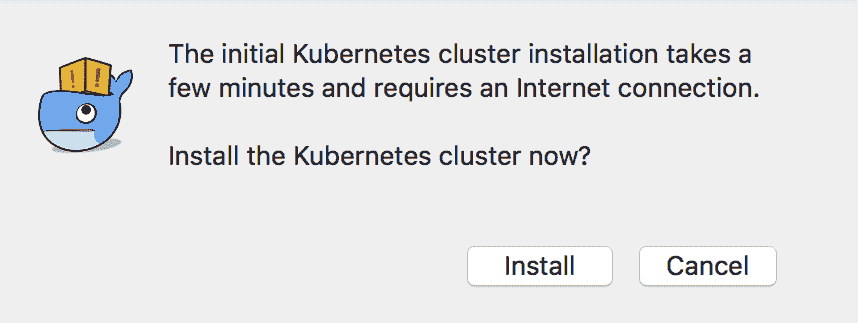 The initial Kubernetes cluster installation takes a
few minutes and requires an Internet connection.
Install the Kubernetes cluster now?
Install
Cancel